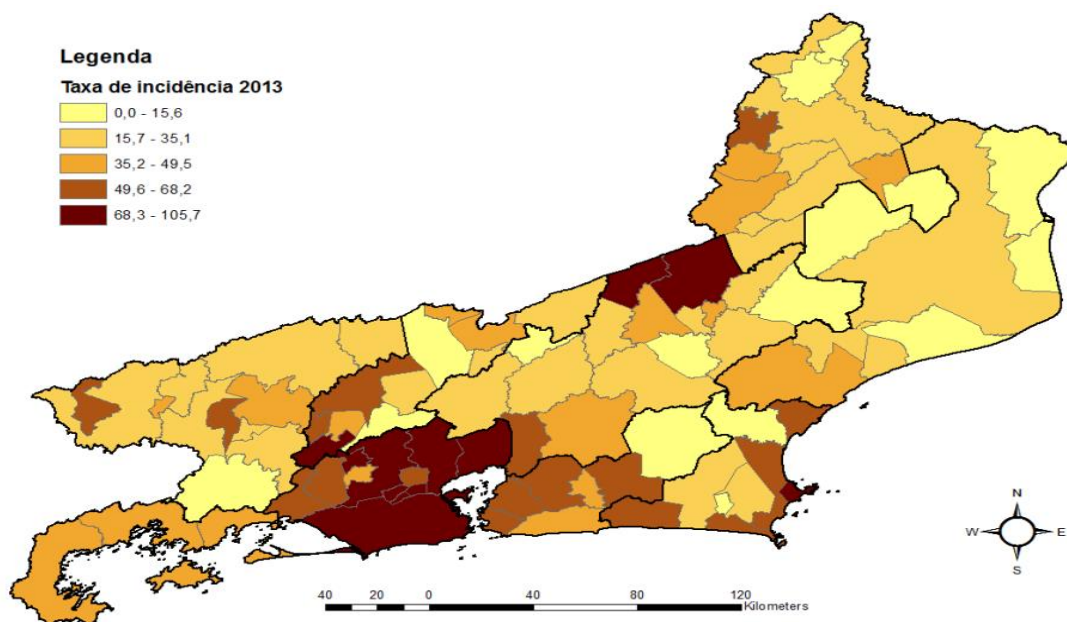 Legenda
Taxa de incidência 2013
0,0 - 15,6
15,7 - 35,1
35,2 - 49,5
49,6 - 68,2
68,3 - 105,7
N
W E
S
40 20 0 40 80 120
Kilometers